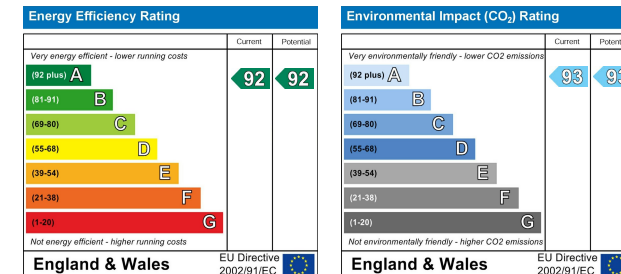 Energy Efficiency Rating
Current Potential
Very energy efficient - lower running costs
(92 plus) A
92 92
(81-91) B
(69-80) C
(55-68) D
(39-54) E
(21-38) F
(1-20) G
Not energy efficient - higher running costs
England & Wales
EU Directive
2002/91/EC
Environmental Impact (CO₂) Rating
Current
Very environmentally friendly - lower CO2 emissions
(92 plus) A
93
(81-91) B
(69-80) C
(55-68) D
(39-54) E
(21-38) F
(1-20) G
Not environmentally friendly - higher CO2 emissions
England & Wales
EU Directive
2002/91/EC